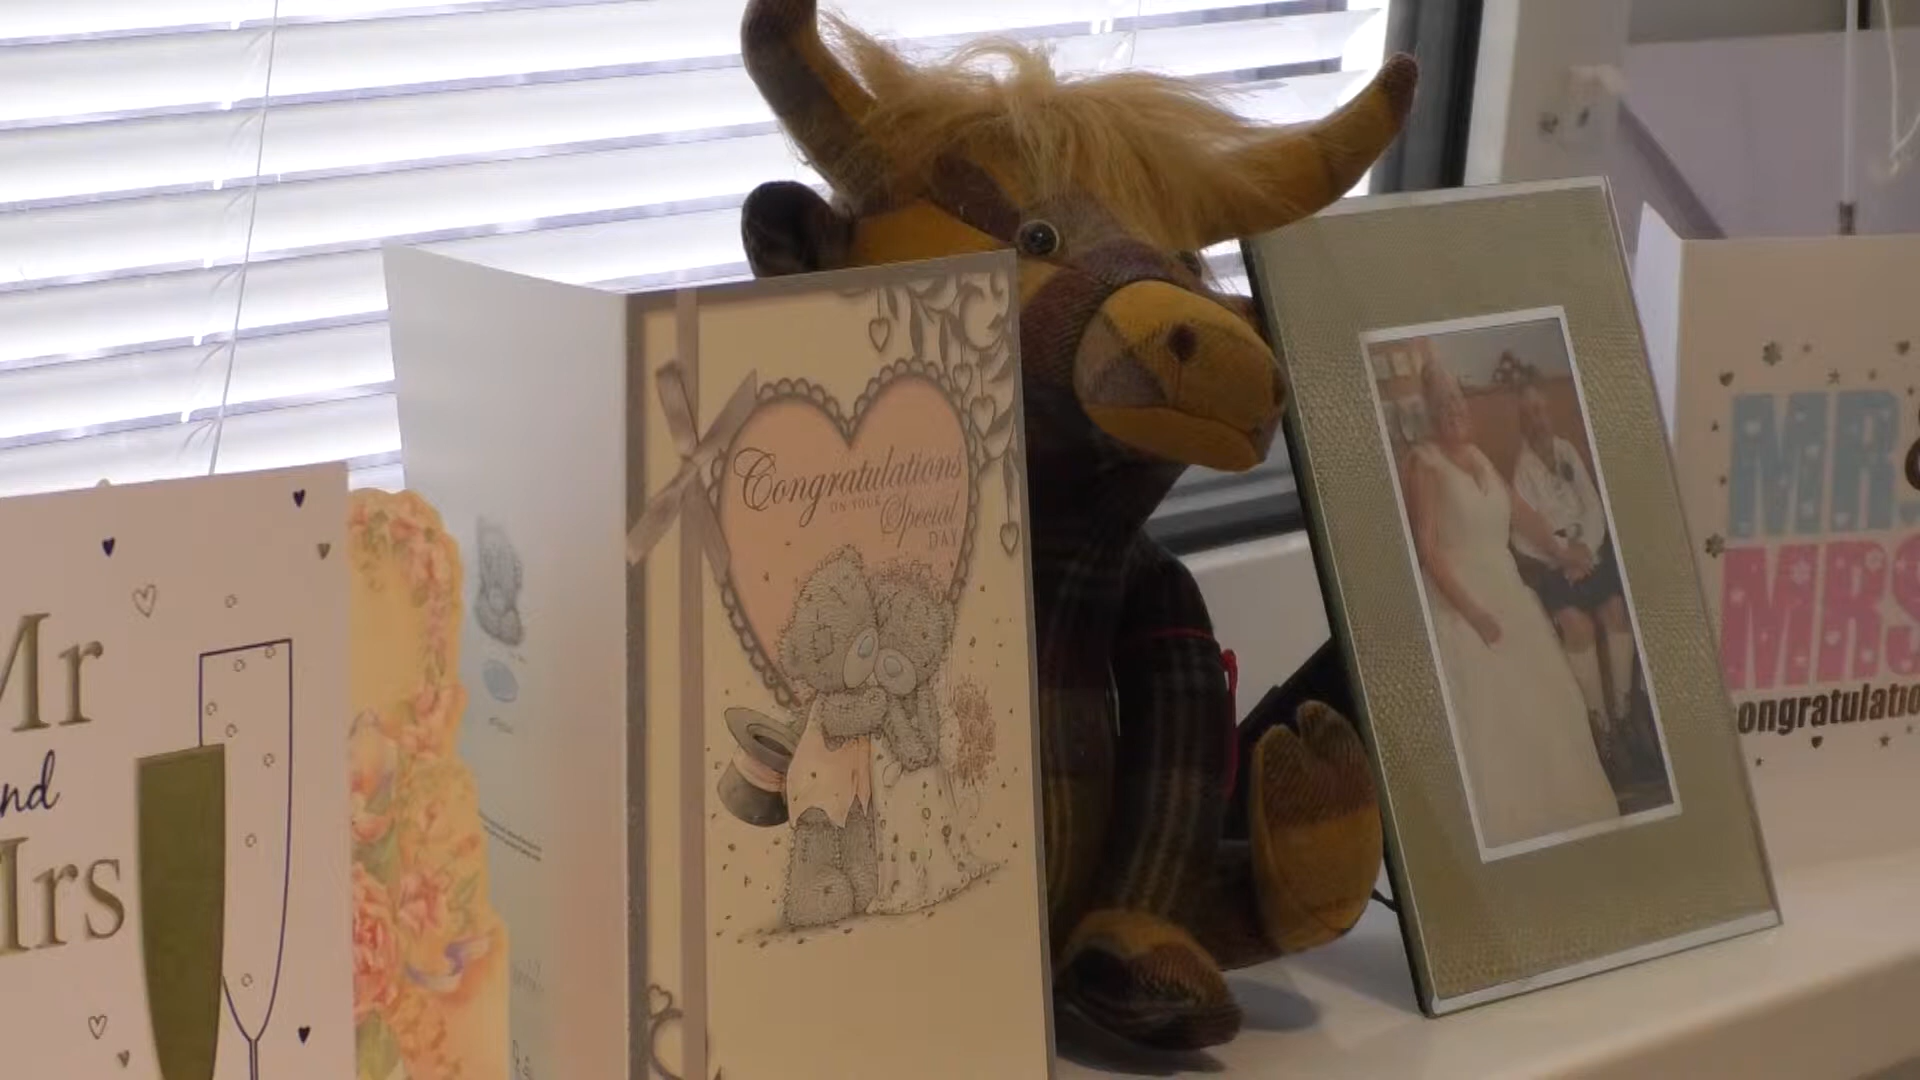 Mr
nd
Mrs
Congratulations
ON YOUR
Special
DAY
MR
&
MRS
ongratulatio